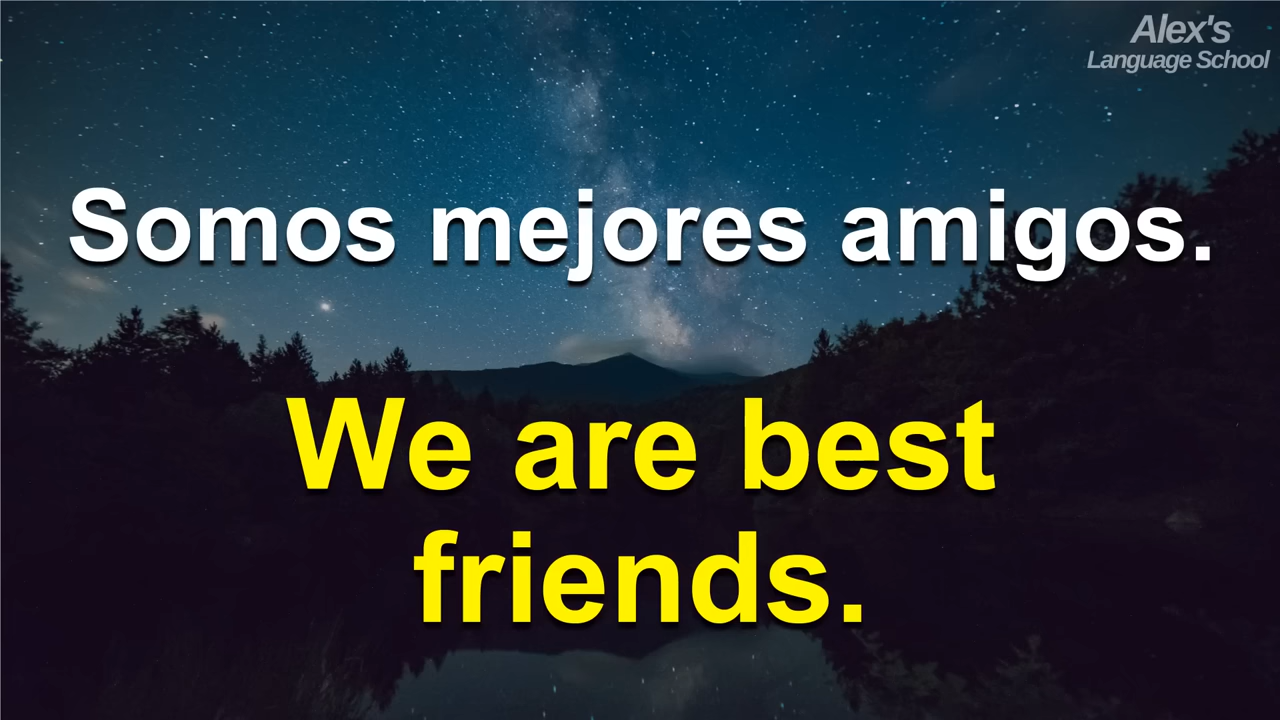 Alex's
Language School
Somos mejores amigos.
We are best
friends.